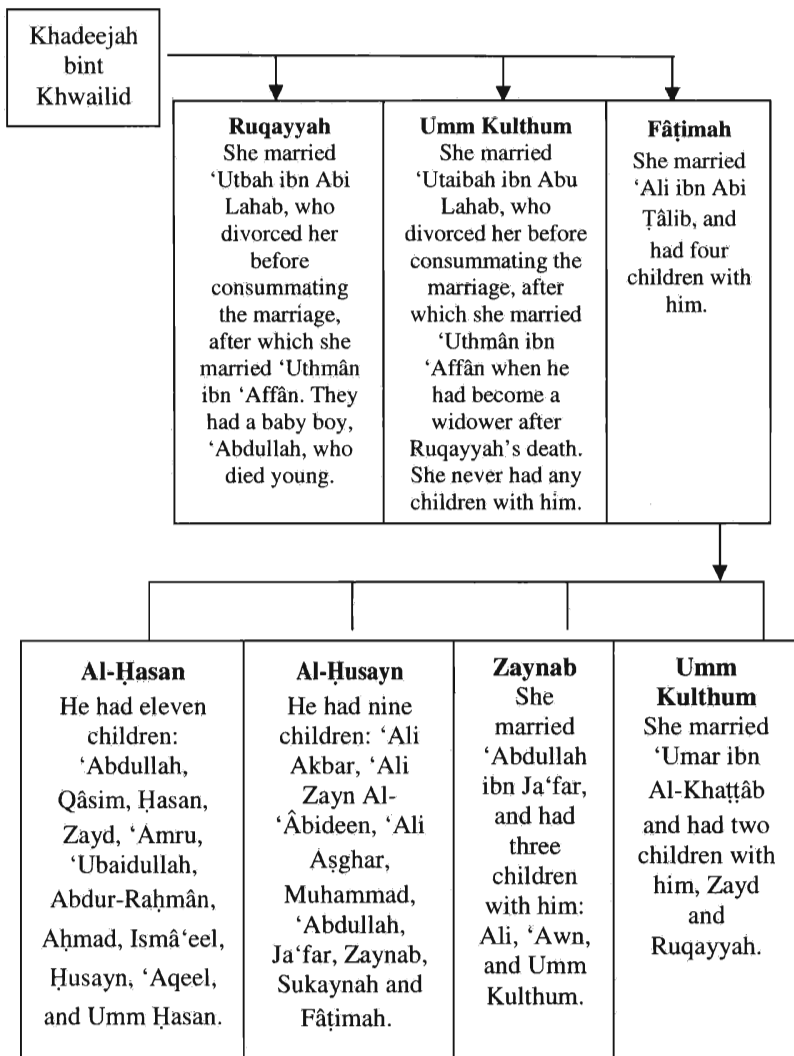 Khadeejah
bint
Khwailid
Ruqayyah
She married
‘Utbah ibn Abi
Lahab, who
divorced her
before
consummating
the marriage,
after which she
married ‘Uthmân
ibn ‘Affân. They
had a baby boy,
‘Abdullah, who
died young.
Umm Kulthum
She married
‘Utaibah ibn Abu
Lahab, who
divorced her before
consummating the
marriage, after
which she married
‘Uthmân ibn
‘Affân when he
had become a
widower after
Ruqayyah’s death.
She never had any
children with him.
Fâṭimah
She married
‘Ali ibn Abi
Ṭâlib, and
had four
children with
him.
Al-Ḥasan
He had eleven
children:
‘Abdullah,
Qâsim, Ḥasan,
Zayd, ‘Amru,
‘Ubaidullah,
Abdur-Raḥmân,
Aḥmad, Ismâ‘eel,
Ḥusayn, ‘Aqeel,
and Umm Ḥasan.
Al-Ḥusayn
He had nine
children: ‘Ali
Akbar, ‘Ali
Zayn Al-
‘Âbideen, ‘Ali
Aṣghar,
Muhammad,
‘Abdullah,
Ja‘far, Zaynab,
Sukaynah and
Fâṭimah.
Zaynab
She
married
‘Abdullah
ibn Ja‘far,
and had
three
children
with him:
Ali, ‘Awn,
and Umm
Kulthum.
Umm
Kulthum
She married
‘Umar ibn
Al-Khaṭṭâb
and had two
children with
him, Zayd
and
Ruqayyah.